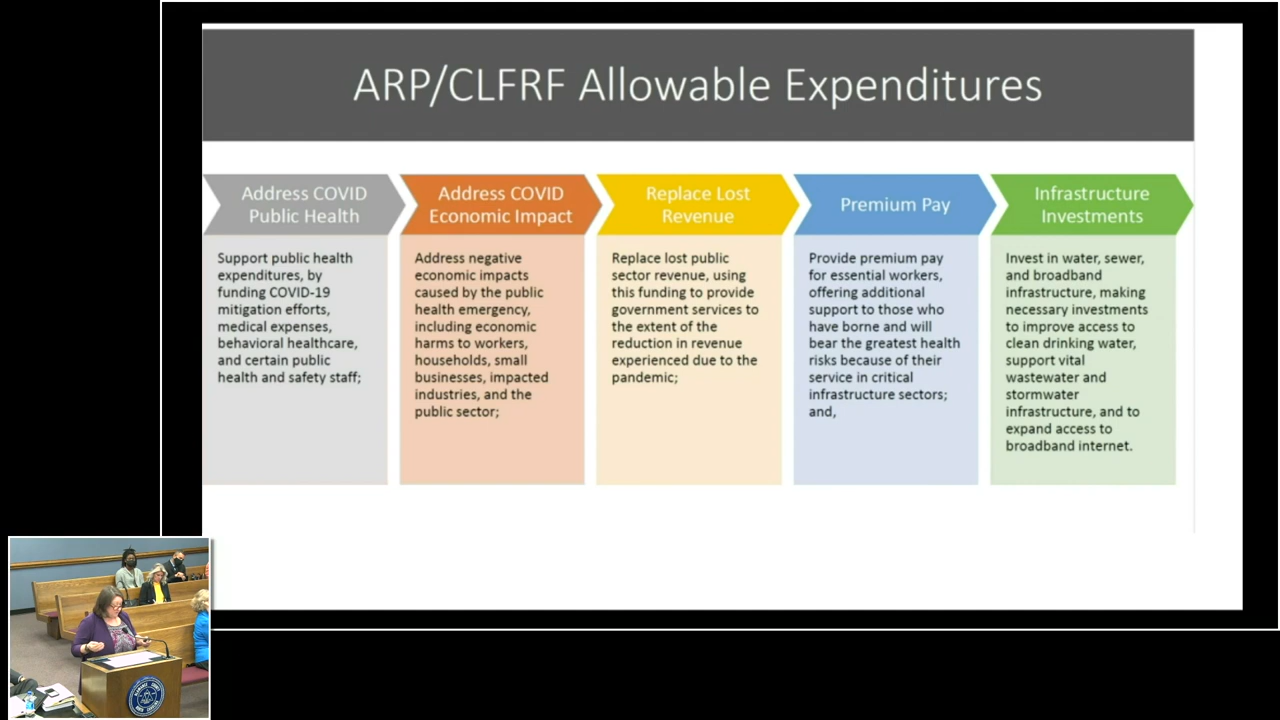 ARP/CLFRF Allowable Expenditures
Address COVID
Public Health
Support public health
expenditures, by
funding COVID-19
mitigation efforts,
medical expenses,
behavioral healthcare,
and certain public
health and safety staff;
Address COVID
Economic Impact
Address negative
economic impacts
caused by the public
health emergency,
including economic
harms to workers,
households, small
businesses, impacted
industries, and the
public sector;
Replace Lost
Revenue
Replace lost public
sector revenue, using
this funding to provide
government services to
the extent of the
reduction in revenue
experienced due to the
pandemic;
Premium Pay
Provide premium pay
for essential workers,
offering additional
support to those who
have borne and will
bear the greatest health
risks because of their
service in critical
infrastructure sectors;
and,
Infrastructure
Investments
Invest in water, sewer,
and broadband
infrastructure, making
necessary investments
to improve access to
clean drinking water,
support vital
wastewater and
stormwater
infrastructure, and to
expand access to
broadband internet.